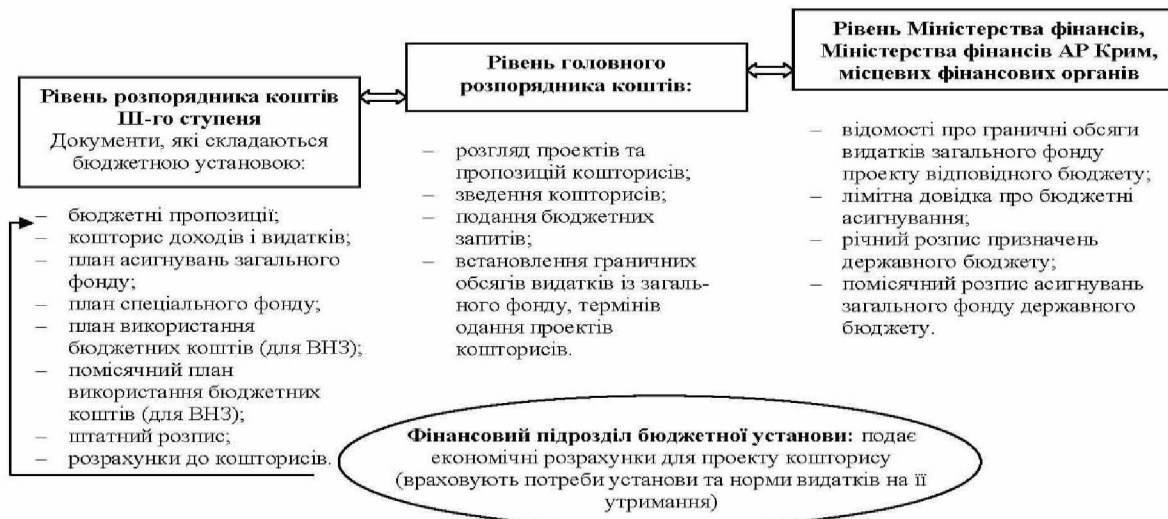 Рівень розпорядника коштів
ІІІ-го ступеня
Документи, які складаються
бюджетною установою:
– бюджетні пропозиції;
– кошторис доходів і видатків;
– план асигнувань загального
фонду;
– план спеціального фонду;
– план використання
бюджетних коштів (для ВНЗ);
– помісячний план
використання бюджетних
коштів (для ВНЗ);
– штатний розпис;
– розрахунки до кошторисів.
Рівень головного
розпорядника коштів:
– розгляд проектів та
пропозицій кошторисів;
– зведення кошторисів;
– подання бюджетних
запитів;
– встановлення граничних
обсягів видатків із загаль-
ного фонду, термінів
одання проектів
кошторисів.
Рівень Міністерства фінансів,
Міністерства фінансів АР Крим,
місцевих фінансових органів
– відомості про граничні обсяги
видатків загального фонду
проекту відповідного бюджету;
– лімітна довідка про бюджетні
асигнування;
– річний розпис призначень
державного бюджету;
– помісячний розпис асигнувань
загального фонду державного
бюджету.
Фінансовий підрозділ бюджетної установи: подає
економічні розрахунки для проекту кошторису
(враховують потреби установи та норми видатків на її
утримання)